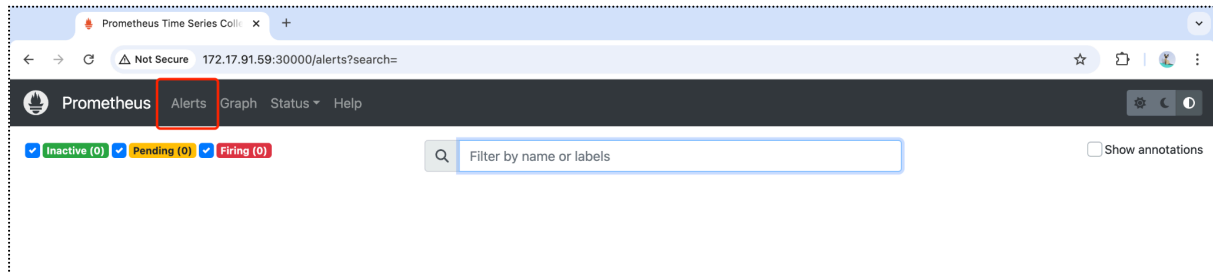 Prometheus Time Series Colle
Not Secure 172.17.91.59:30000/alerts?search=
Prometheus Alerts Graph Status Help
Inactive (0) Pending (0) Firing (0) Filter by name or labels Show annotations